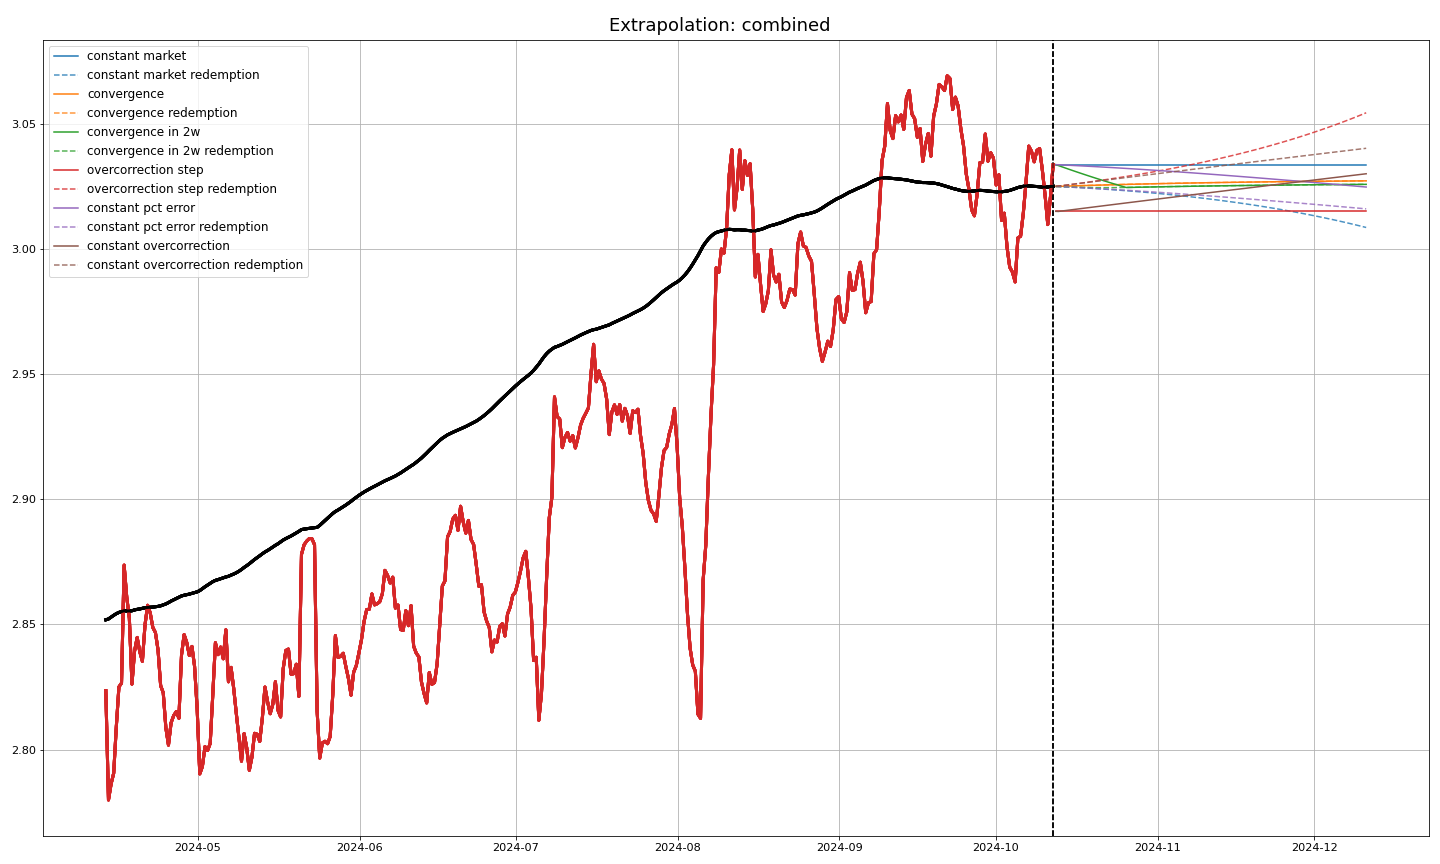 Extrapolation: combined
constant market
constant market redemption
convergence
convergence redemption
convergence in 2w
convergence in 2w redemption
overcorrection step
overcorrection step redemption
constant pct error
constant pct error redemption
constant overcorrection
constant overcorrection redemption
3.05
3.00
2.95
2.90
2.85
2.80
2024-05 2024-06 2024-07 2024-08 2024-09 2024-10 2024-11 2024-12